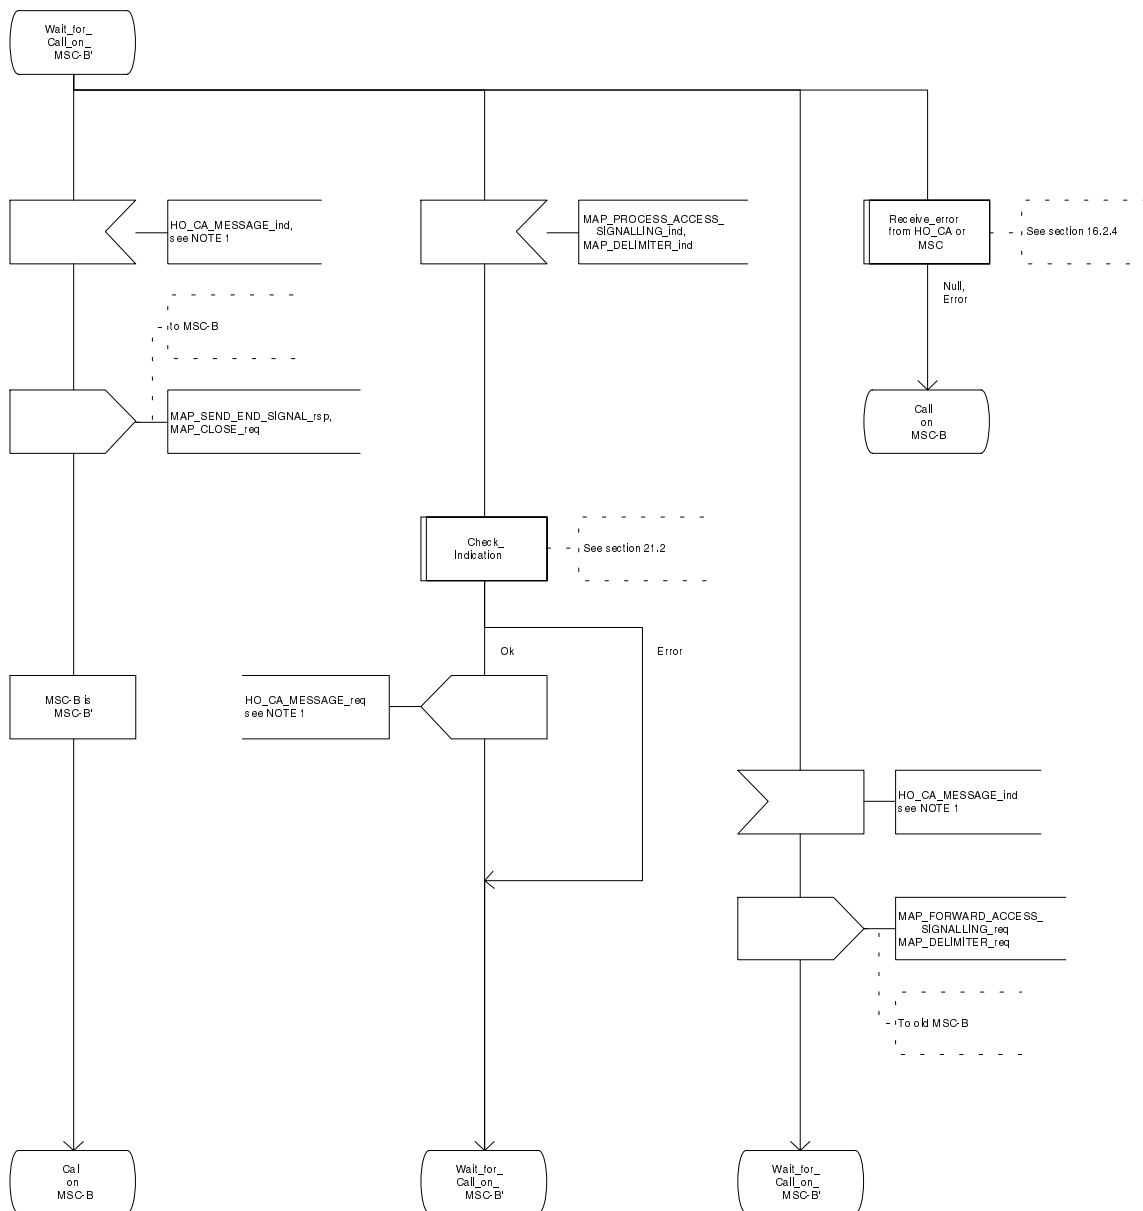 Wait_for_
Call_on_
MSC-B'
HO_CA_MESSAGE_ind,
see NOTE 1
MAP_PROCESS_ACCESS_
SIGNALLING_ind,
MAP_DELIMITER_ind
Receive_error
from HO_CA or
MSC
See section 16.2.4
Null,
Error
to MSC-B
MAP_SEND_END_SIGNAL_rsp,
MAP_CLOSE_req
Call
on
MSC-B
Check_
Indication
See section 21.2
Ok
Error
MSC-B is
MSC-B'
HO_CA_MESSAGE_req
see NOTE 1
HO_CA_MESSAGE_ind
see NOTE 1
MAP_FORWARD_ACCESS_
SIGNALLING_req
MAP_DELIMITER_req
To old MSC-B
Cal
on
MSC-B
Wait_for_
Call_on_
MSC-B'
Wait_for_
Call_on_
MSC-B'